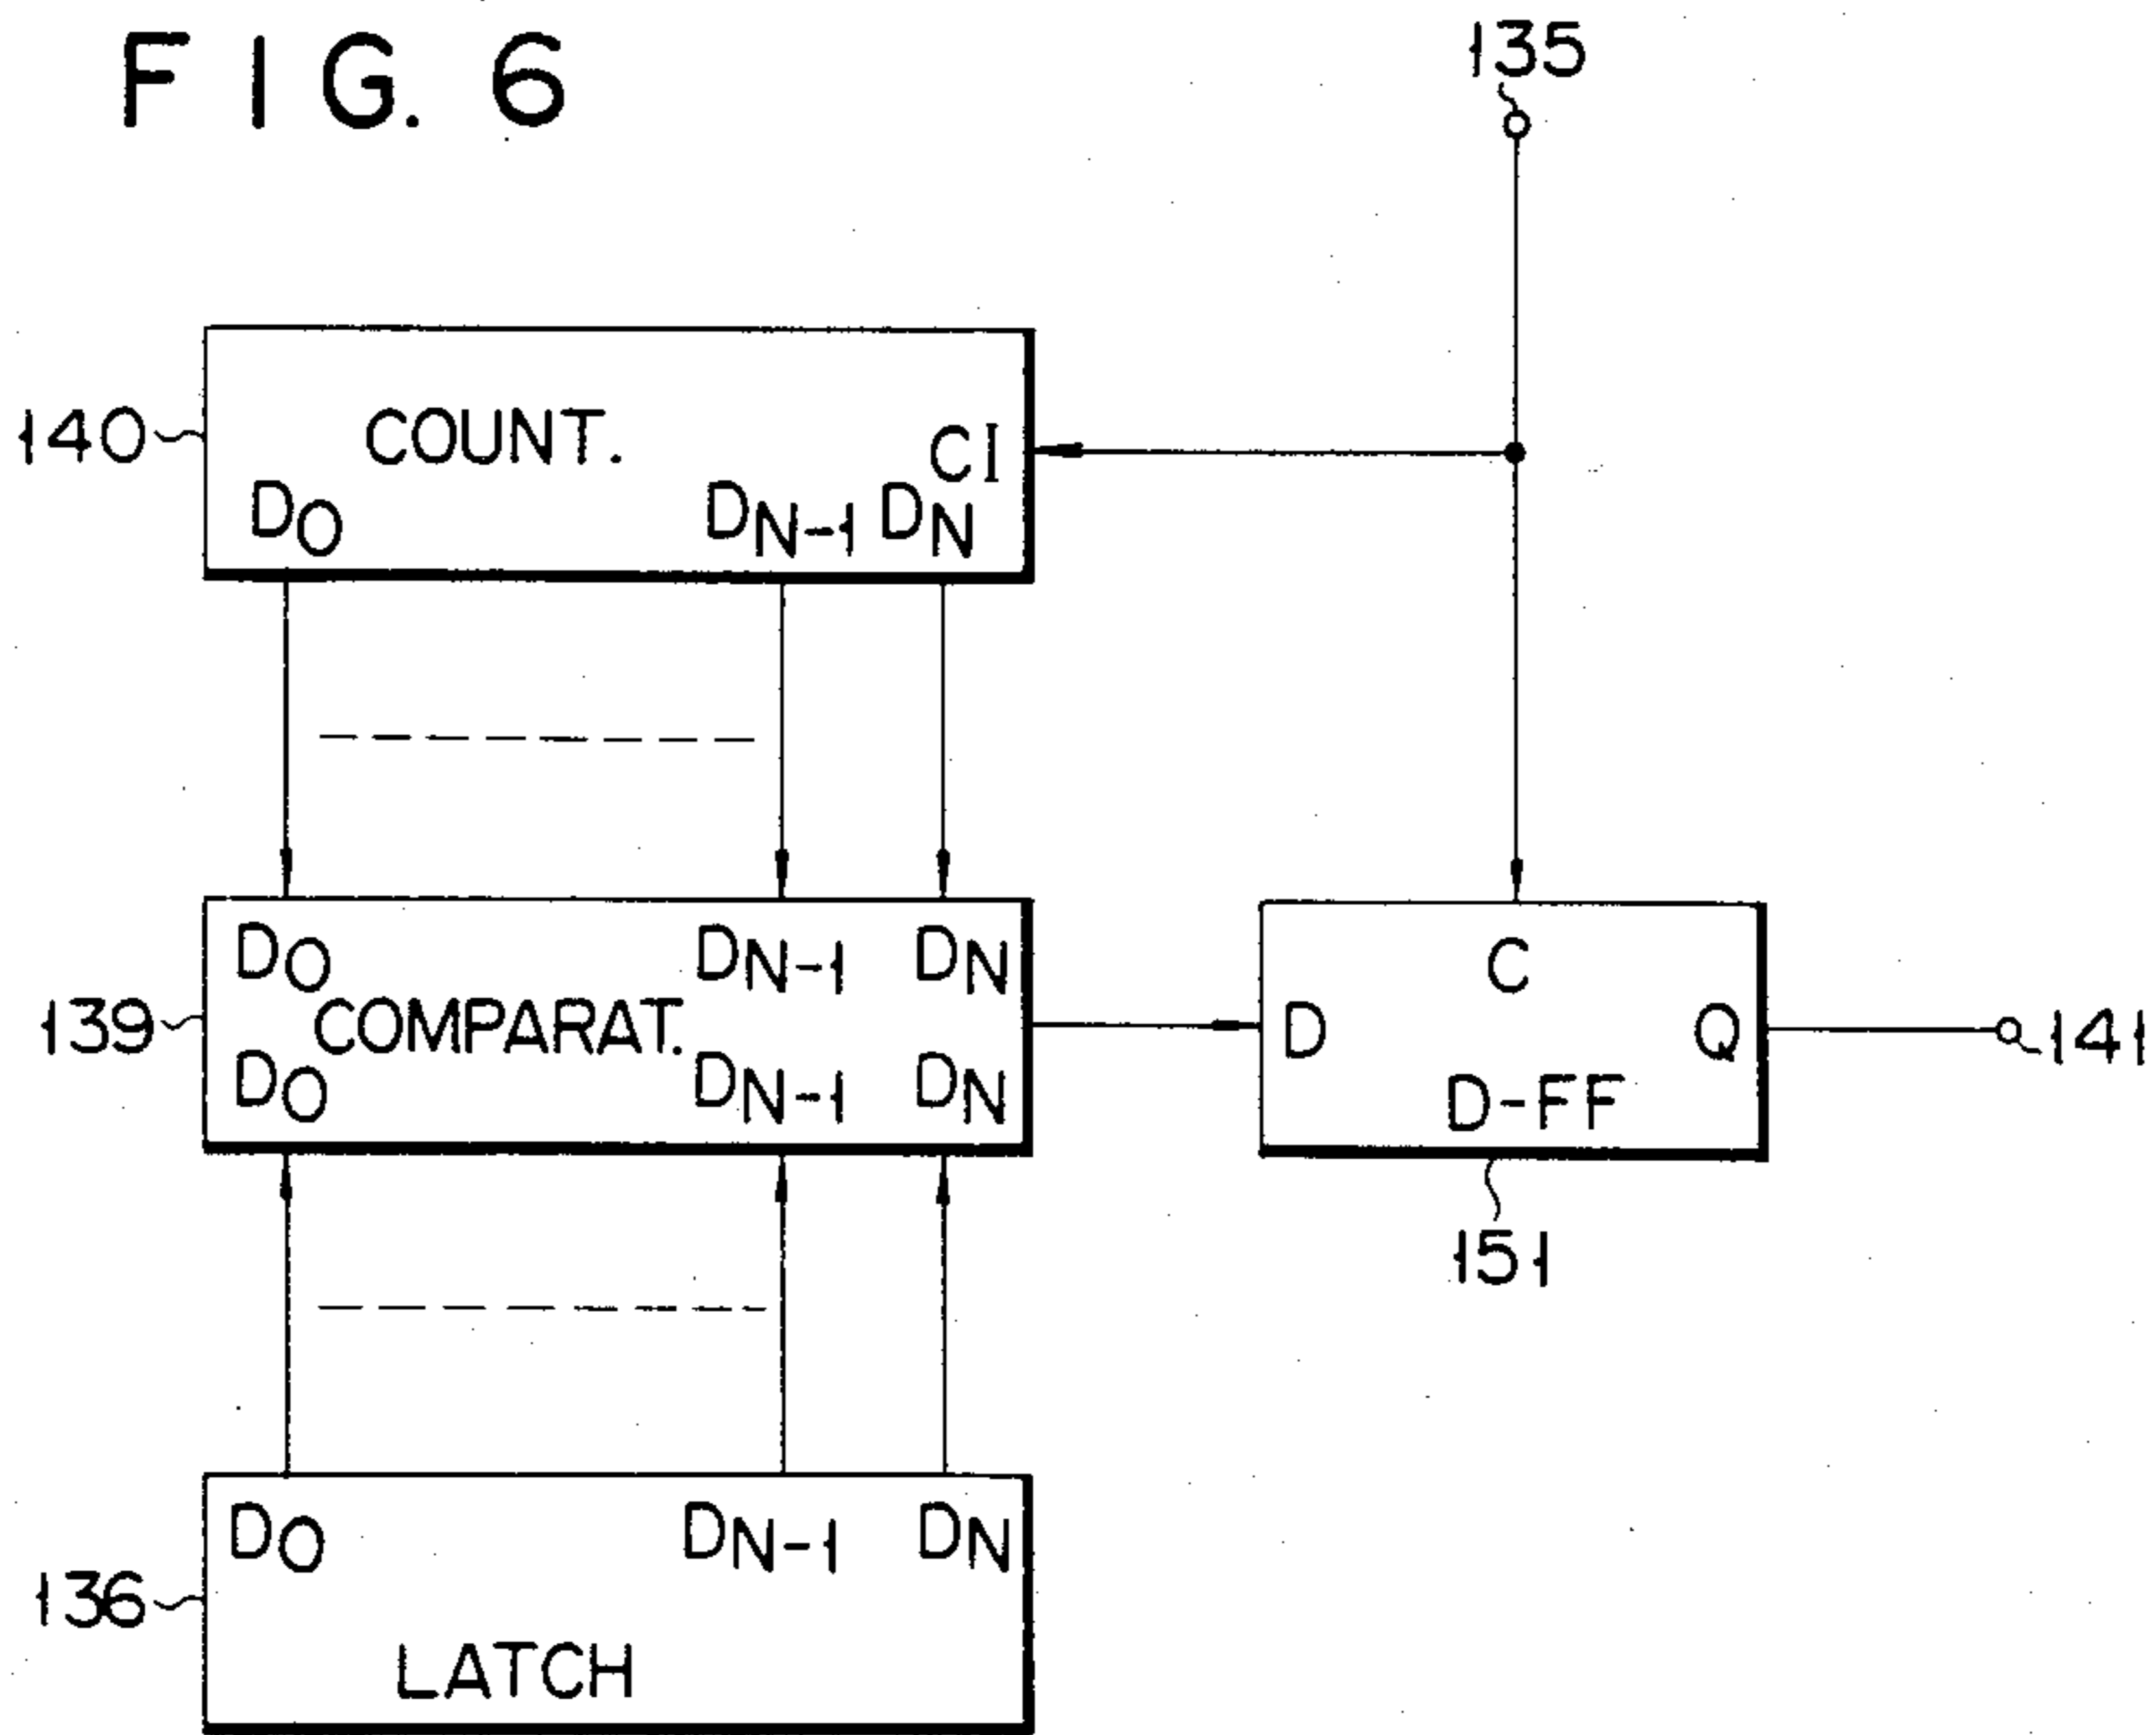 FIG. 6
135
140
COUNT.
CI
D0 DN-1 DN
D0 DN-1 DN
139
COMPARAT.
D0 DN-1 DN
D
C
Q
D-FF
141
151
D0 DN-1 DN
136
LATCH